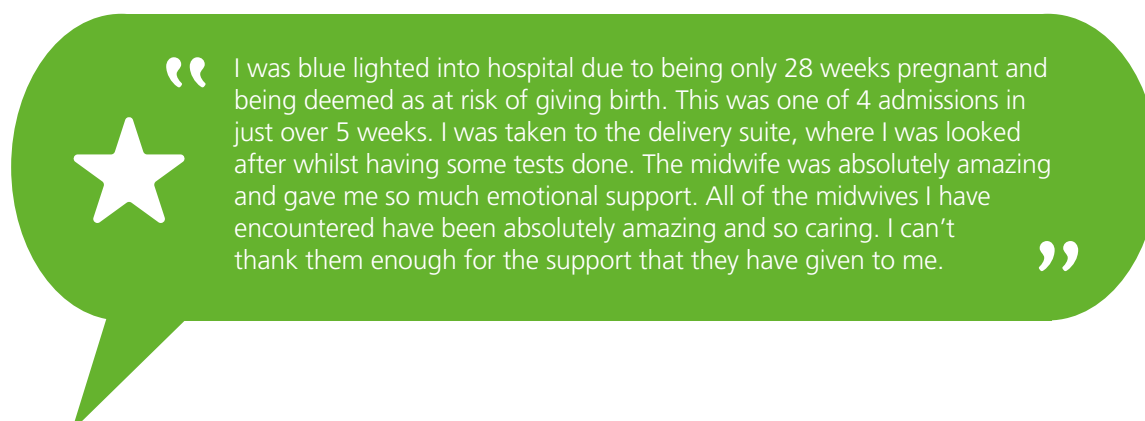 “ I was blue lighted into hospital due to being only 28 weeks pregnant and
being deemed as at risk of giving birth. This was one of 4 admissions in
just over 5 weeks. I was taken to the delivery suite, where I was looked
after whilst having some tests done. The midwife was absolutely amazing
and gave me so much emotional support. All of the midwives I have
encountered have been absolutely amazing and so caring. I can’t
thank them enough for the support that they have given to me. ”